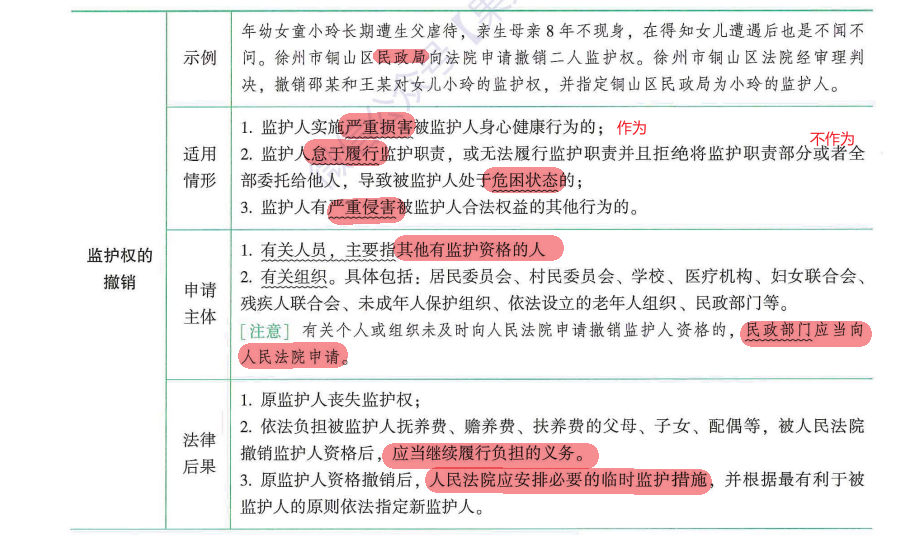 年幼女童小玲长期遭生父虐待，亲生母亲8年不现身，在得知女儿遭遇后也是不闻不
问。徐州市铜山区民政局向法院申请撤销二人监护权。徐州市铜山区法院经审理判
决，撤销邵某和王某对女儿小玲的监护权，并指定铜山区民政局为小玲的监护人。
示例
1. 监护人实施严重损害被监护人身心健康行为的； 作为
不作为
2. 监护人怠于履行监护职责，或无法履行监护职责并且拒绝将监护职责部分或者全
部委托给他人，导致被监护人处于危困状态的；
3. 监护人有严重侵害被监护人合法权益的其他行为的。
适用
情形
监护权的
撤销
1. 有关人员，主要指其他有监护资格的人
2. 有关组织。具体包括：居民委员会、村民委员会、学校、医疗机构、妇女联合会、
残疾人联合会、未成年人保护组织、依法设立的老年人组织、民政部门等。
[注意] 有关个人或组织未及时向人民法院申请撤销监护人资格的，民政部门应当向
人民法院申请。
申请
主体
1. 原监护人丧失监护权；
2. 依法负担被监护人抚养费、赡养费、扶养费的父母、子女、配偶等，被人民法院
撤销监护人资格后，应当继续履行负担的义务。
3. 原监护人资格撤销后，人民法院应安排必要的临时监护措施，并根据最有利于被
监护人的原则依法指定新监护人。
法律
后果